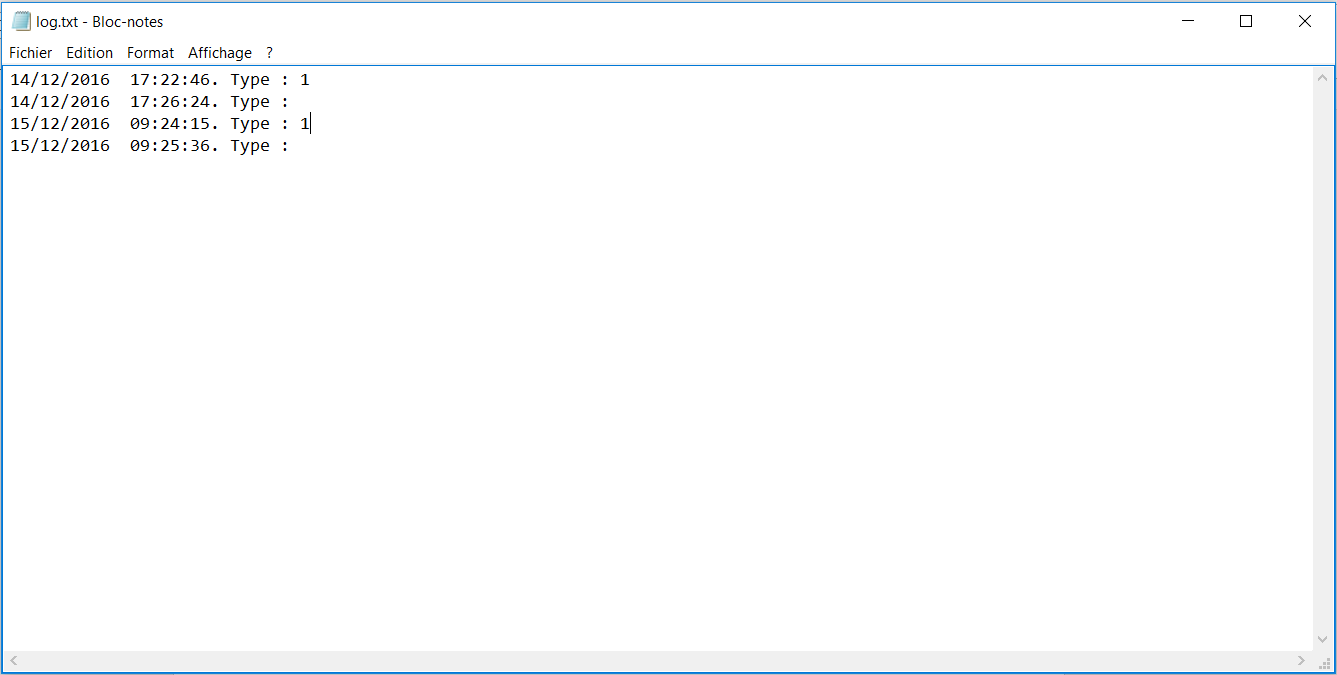 log.txt - Bloc-notes
Fichier Edition Format Affichage ?
14/12/2016  17:22:46. Type : 1
14/12/2016  17:26:24. Type :
15/12/2016  09:24:15. Type : 1
15/12/2016  09:25:36. Type :